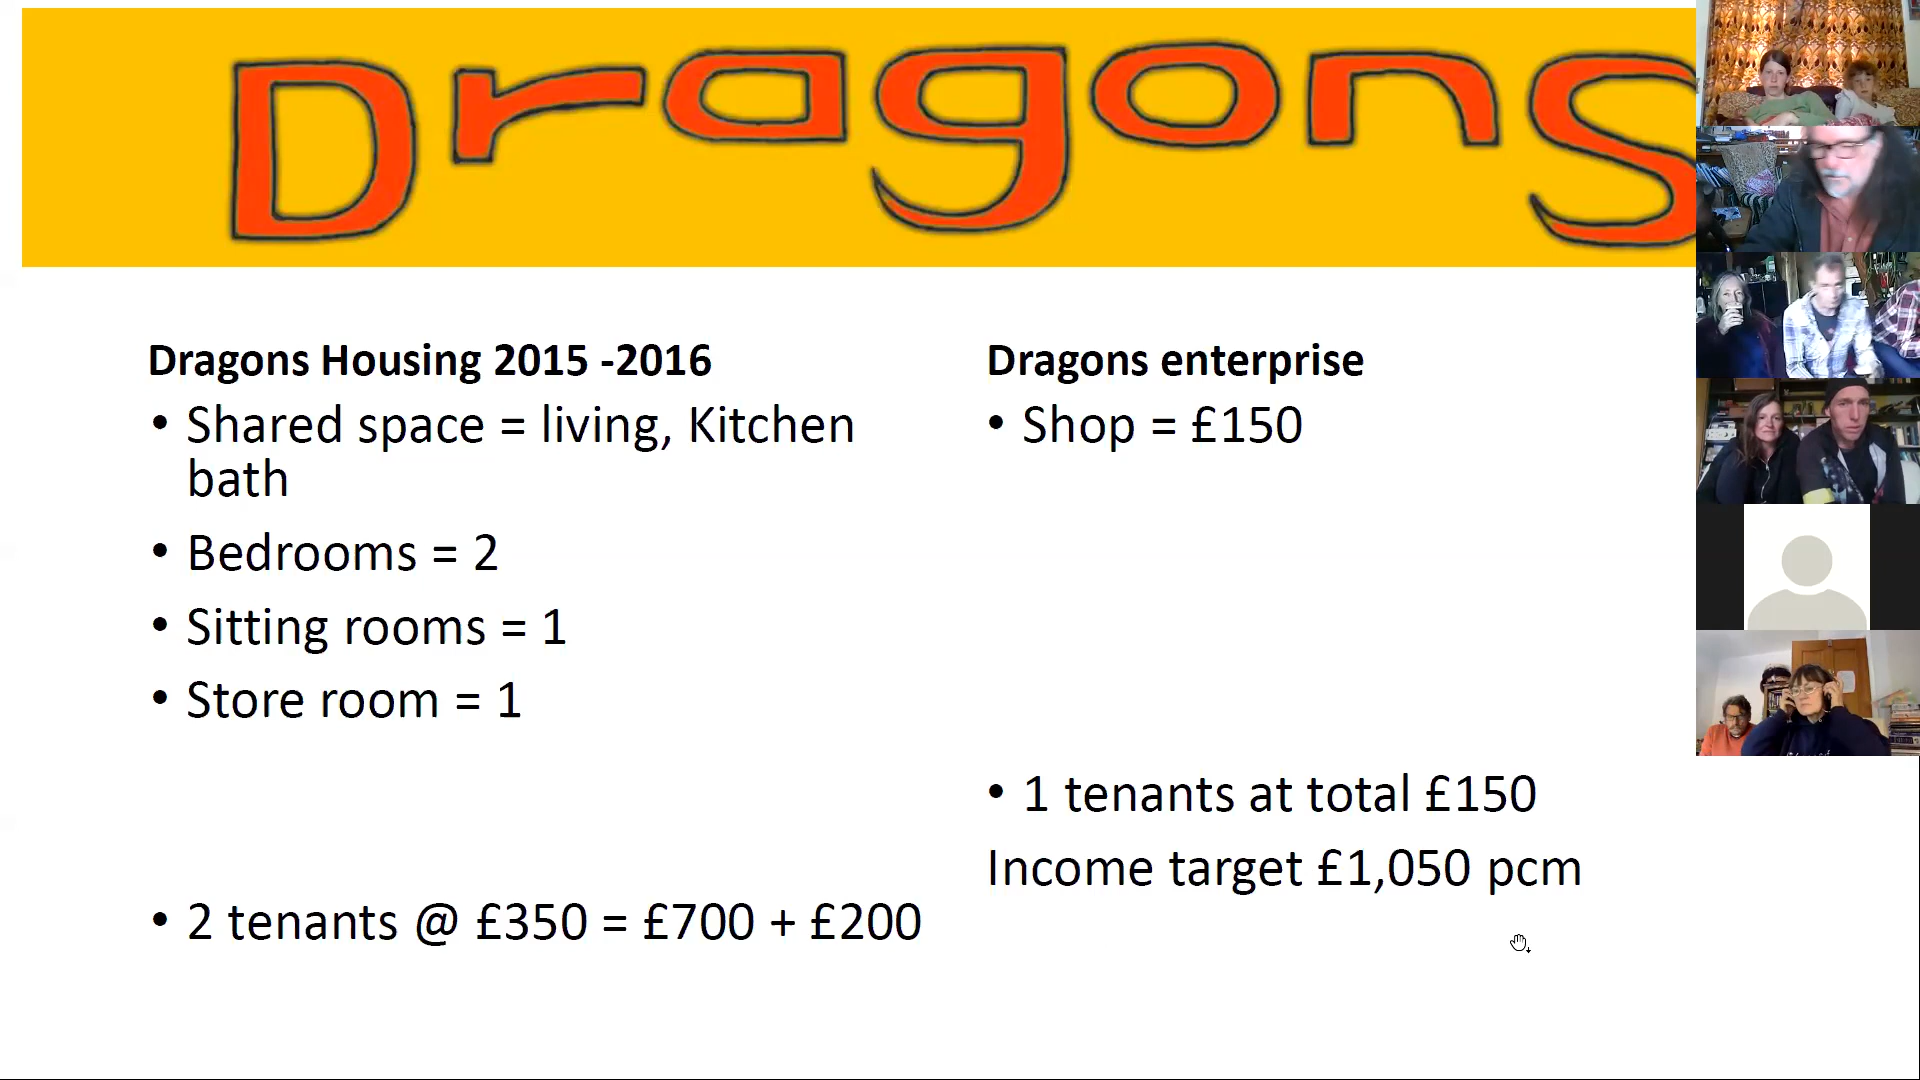 Dragons
Dragons Housing 2015 -2016
• Shared space = living, Kitchen
bath
• Bedrooms = 2
• Sitting rooms = 1
• Store room = 1
• 2 tenants @ £350 = £700 + £200
Dragons enterprise
• Shop = £150
• 1 tenants at total £150
Income target £1,050 pcm